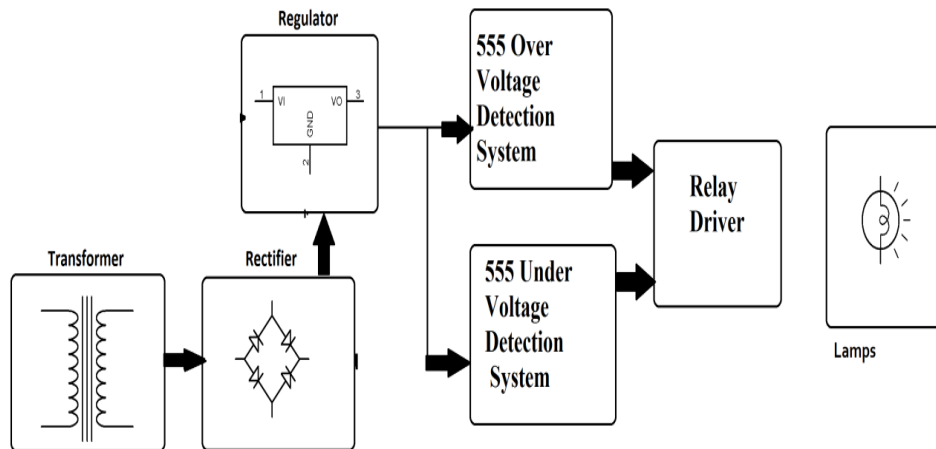 Regulator
1
VI
VO
3
GND
2
555 Over
Voltage
Detection
System
Relay
Driver
Transformer
Rectifier
555 Under
Voltage
Detection
System
Lamps